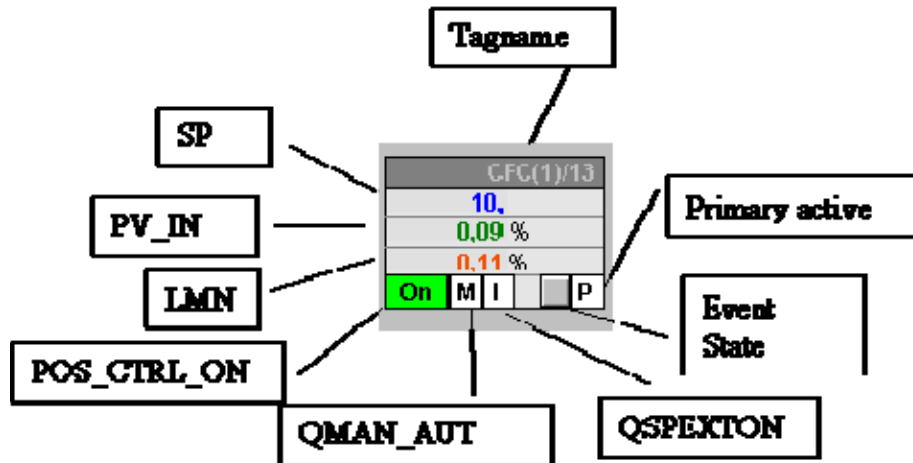 Tagname
SP
CFC(1)/13
10,
PV_IN
0,09 %
Primary active
LMN
0,11 %
On M I P
Event
State
POS_CTRL_ON
QMAN_AUT
QSPEXTON